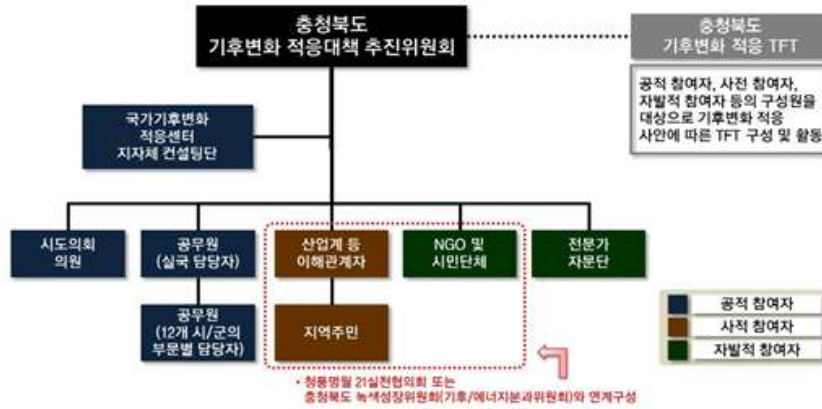 충청북도
기후변화 적응대책 추진위원회
충청북도
기후변화 적응 TFT
공적 참여자, 사전 참여자,
자발적 참여자 등의 구성원을
대상으로 기후변화 적응
사안에 따른 TFT 구성 및 활동
국가기후변화
적응센터
지자체 컨설팅단
시도의회
의원
공무원
(실국 담당자)
산업계 등
이해관계자
NGO 및
시민단체
전문가
자문단
공무원
(12개 시/군의
부문별 담당자)
지역주민
공적 참여자
사적 참여자
자발적 참여자
• 청풍명월 21실천협의회 또는
충청북도 녹색성장위원회(기후/에너지분과위원회)와 연계구성